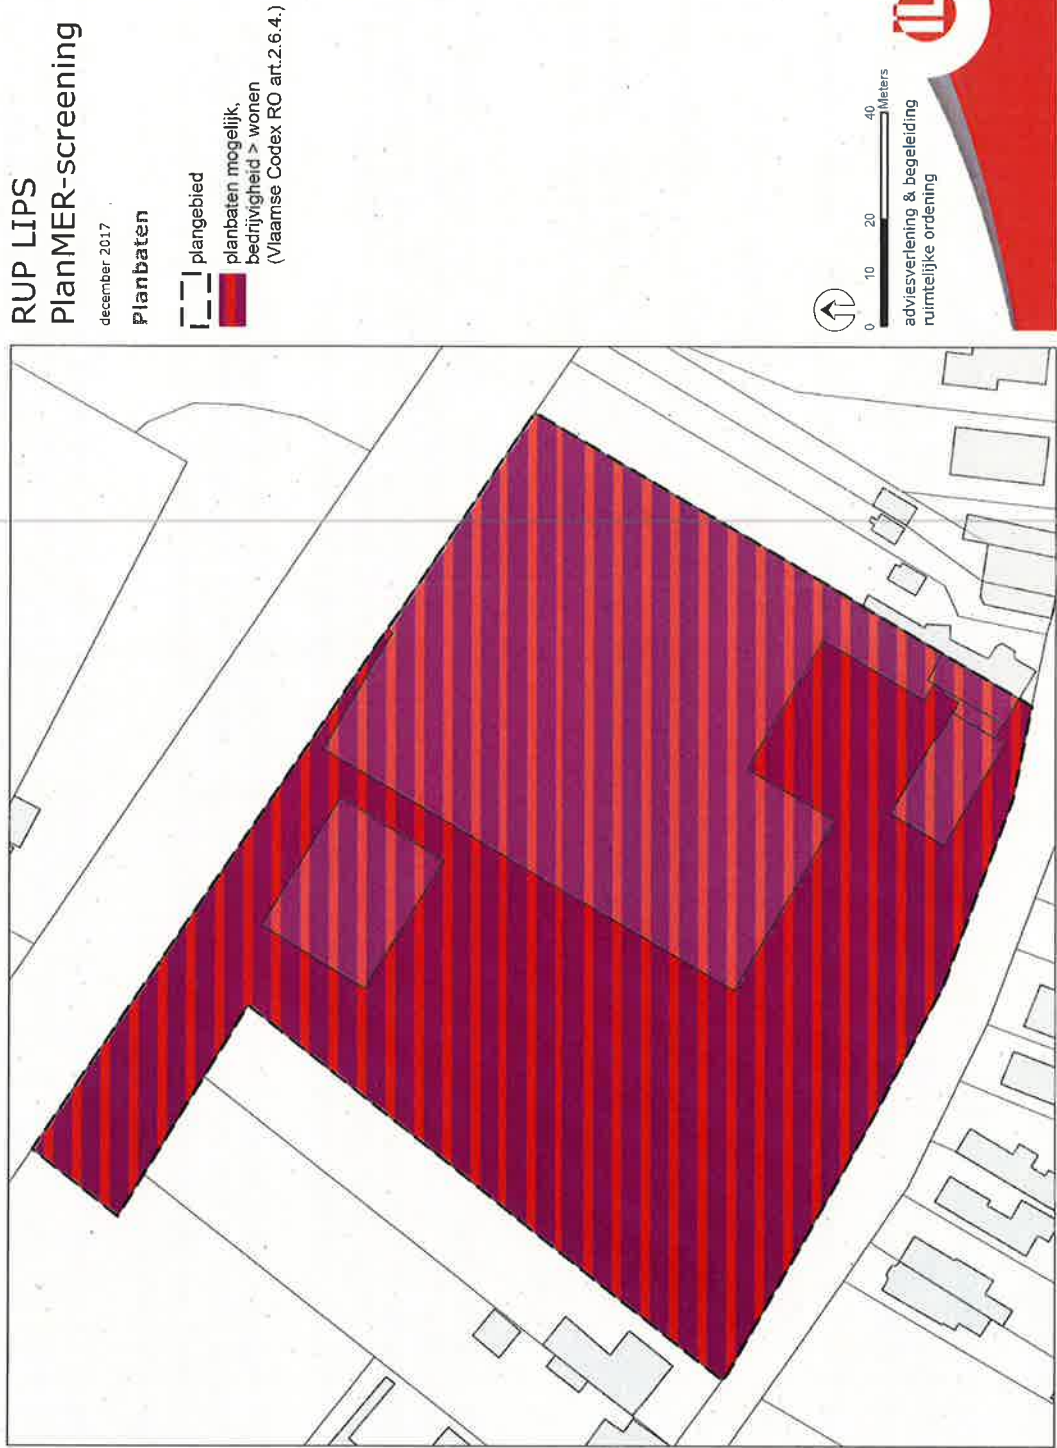 RUP LIPS
PlanMER-screening
december 2017
Planbaten
plangebied
planbaten mogelijk,
bedrijvigheid > wonen
(Vlaamse Codex RO art.2.6.4.)
0 10 20 40
Meters
adviesverlening & begeleiding
ruimtelijke ordening